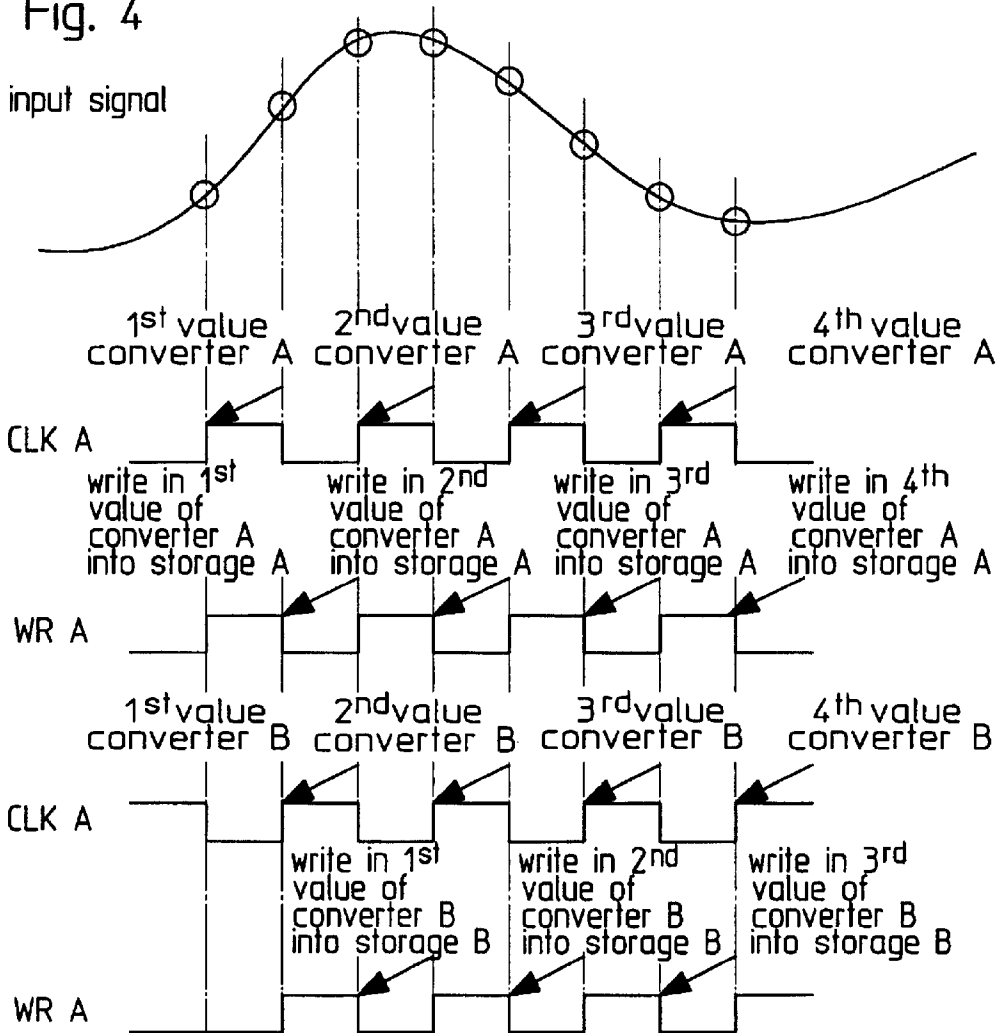 Fig. 4
input signal
1st value
converter A
2nd value
converter A
3rd value
converter A
4th value
converter A
CLK A
write in 1st
value of
converter A
into storage A
write in 2nd
value of
converter A
into storage A
write in 3rd
value of
converter A
into storage A
write in 4th
value of
converter A
into storage A
WR A
1st value
converter B
2nd value
converter B
3rd value
converter B
4th value
converter B
CLK A
write in 1st
value of
converter B
into storage B
write in 2nd
value of
converter B
into storage B
write in 3rd
value of
converter B
into storage B
WR A